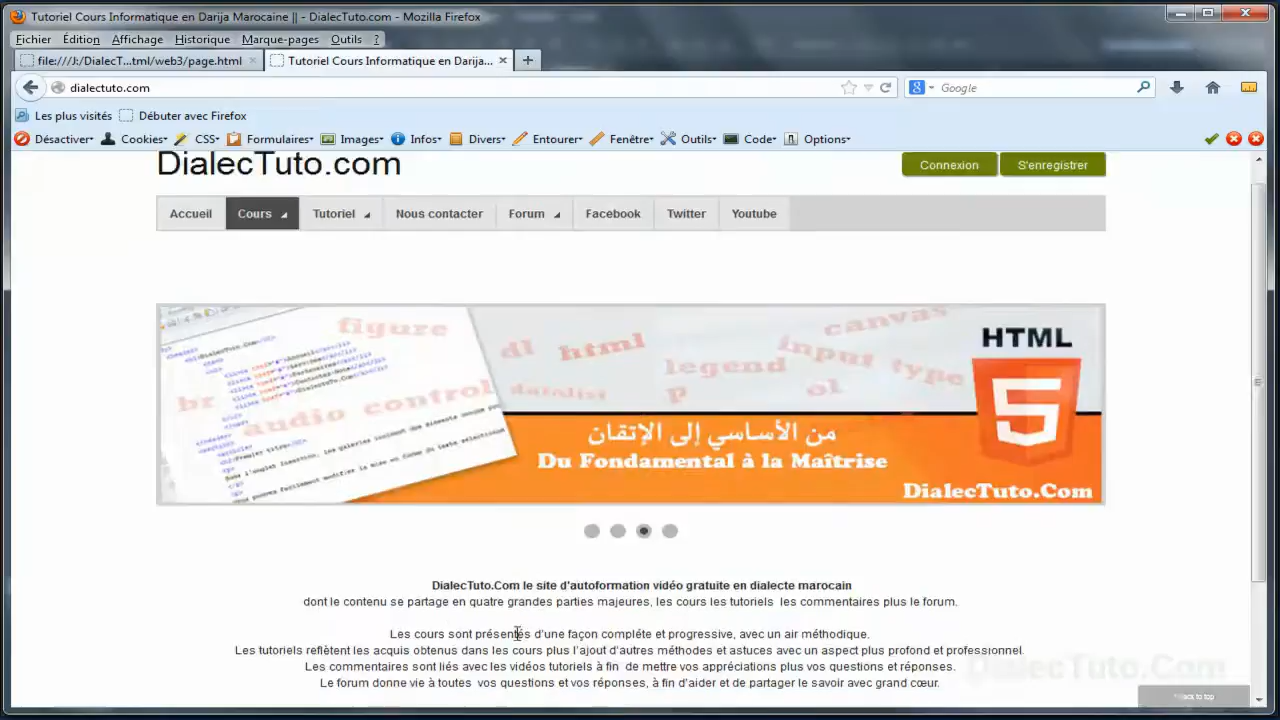 Tutoriel Cours Informatique en Darija Marocaine || - DialecTuto.com - Mozilla Firefox
Fichier Édition Affichage Historique Marque-pages Outils ?
file:///J:/DialecT...tml/web3/page.html Tutoriel Cours Informatique en Darija...
dialectuto.com Google
Les plus visités Débuter avec Firefox
Désactiver Cookies CSS Formulaires Images Infos Divers Entourer Fenêtre Outils Code Options
DialecTuto.com
Connexion S'enregistrer
Accueil Cours Tutoriel Nous contacter Forum Facebook Twitter Youtube
figure
dl html
canvas
legend
input type
br
audio control
datalist
p
ol
HTML
5
من الأساسي إلى الإتقان
Du Fondamental à la Maîtrise
DialecTuto.Com
DialecTuto.Com le site d'autoformation vidéo gratuite en dialecte marocain
dont le contenu se partage en quatre grandes parties majeures, les cours les tutoriels les commentaires plus le forum.
Les cours sont présentés d'une façon complète et progressive, avec un air méthodique.
Les tutoriels reflètent les acquis obtenus dans les cours plus l'ajout d'autres méthodes et astuces avec un aspect plus profond et professionnel.
Les commentaires sont liés avec les vidéos tutoriels à fin de mettre vos appréciations plus vos questions et réponses.
Le forum donne vie à toutes vos questions et vos réponses, à fin d'aider et de partager le savoir avec grand cœur.
DialecTuto.Com
Back to top